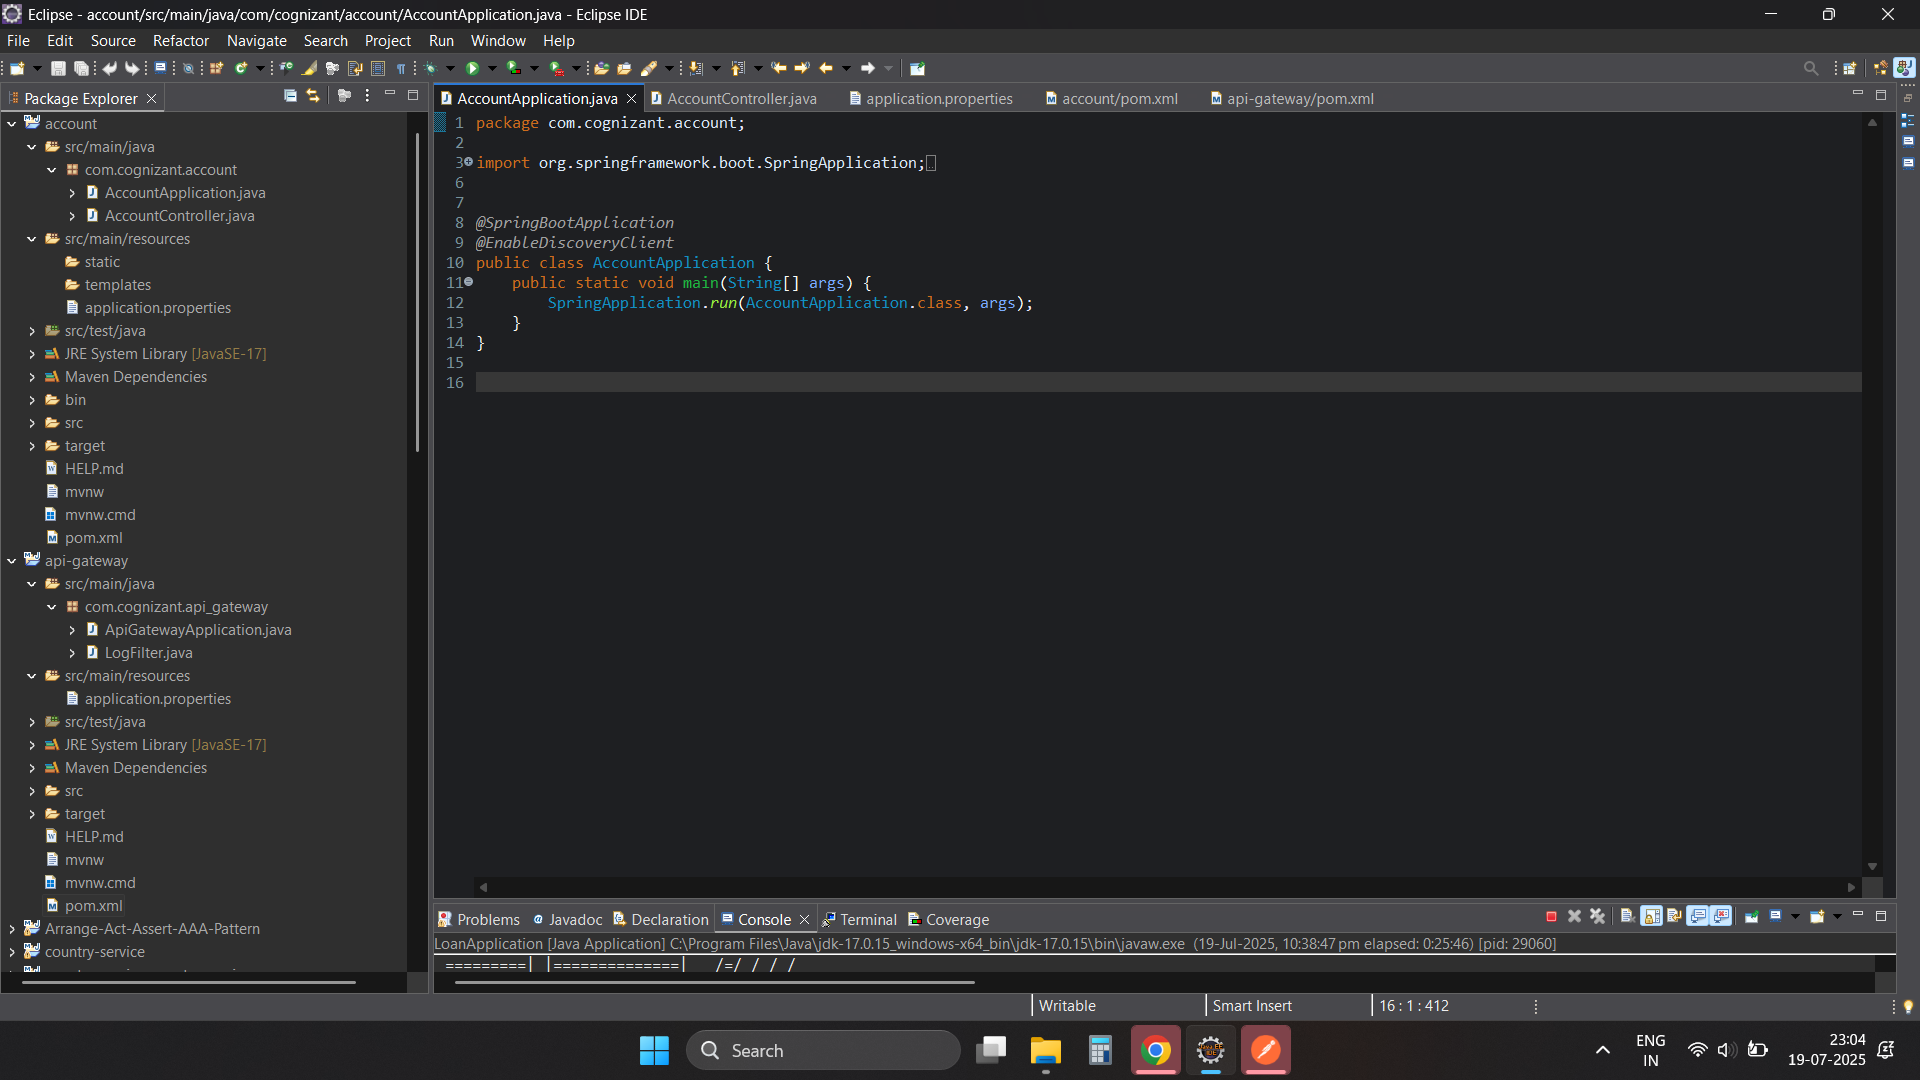 Eclipse - account/src/main/java/com/cognizant/account/AccountApplication.java - Eclipse IDE
File Edit Source Refactor Navigate Search Project Run Window Help
Package Explorer
account
src/main/java
com.cognizant.account
AccountApplication.java
AccountController.java
src/main/resources
static
templates
application.properties
src/test/java
JRE System Library [JavaSE-17]
Maven Dependencies
bin
src
target
HELP.md
mvnw
mvnw.cmd
pom.xml
api-gateway
src/main/java
com.cognizant.api_gateway
ApiGatewayApplication.java
LogFilter.java
src/main/resources
application.properties
src/test/java
JRE System Library [JavaSE-17]
Maven Dependencies
src
target
HELP.md
mvnw
mvnw.cmd
pom.xml
Arrange-Act-Assert-AAA-Pattern
country-service
AccountApplication.java AccountController.java application.properties account/pom.xml api-gateway/pom.xml
1 package com.cognizant.account;
2
3 import org.springframework.boot.SpringApplication;
6
7
8 @SpringBootApplication
9 @EnableDiscoveryClient
10 public class AccountApplication {
11 public static void main(String[] args) {
12 SpringApplication.run(AccountApplication.class, args);
13 }
14 }
15
16
Problems Javadoc Declaration Console Terminal Coverage
LoanApplication [Java Application] C:\Program Files\Java\jdk-17.0.15_windows-x64_bin\jdk-17.0.15\bin\javaw.exe (19-Jul-2025, 10:38:47 pm elapsed: 0:25:46) [pid: 29060]
=========| |==============| /=/ / / /
Writable Smart Insert 16 : 1 : 412
Search
ENG
IN
23:04
19-07-2025